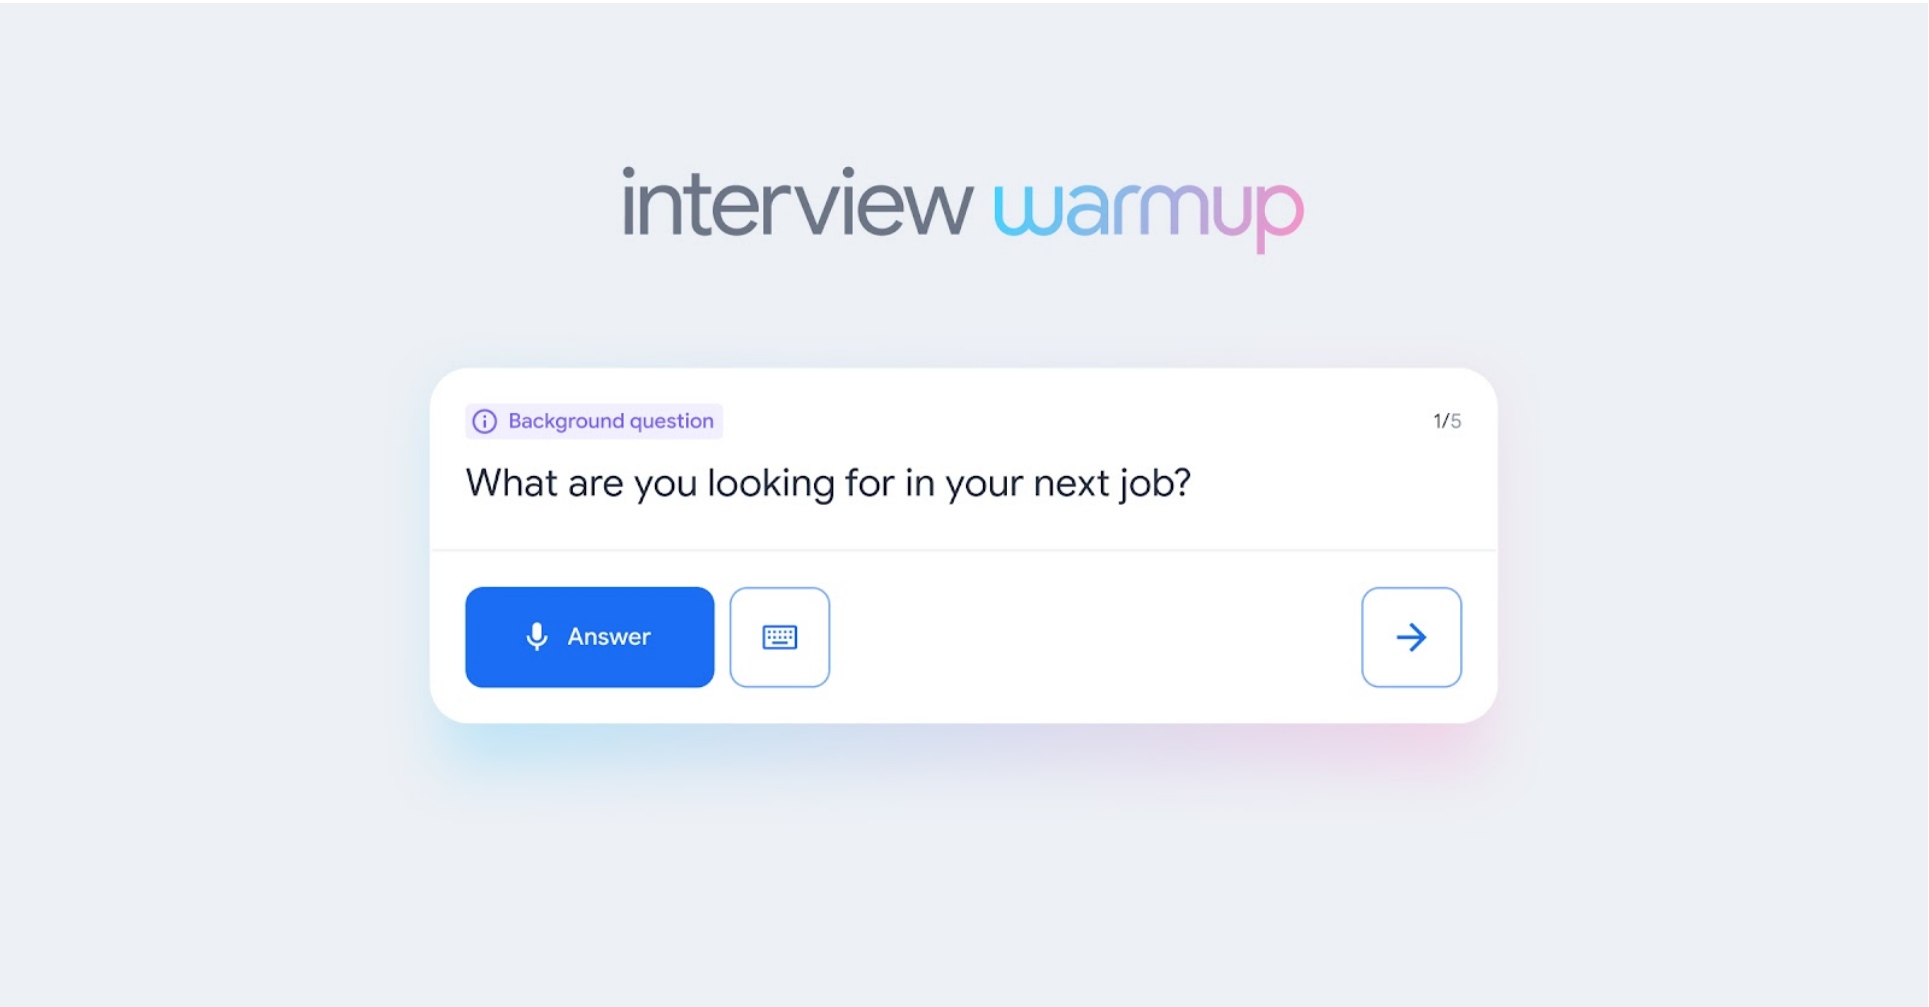 interview warmup
Background question
1/5
What are you looking for in your next job?
Answer